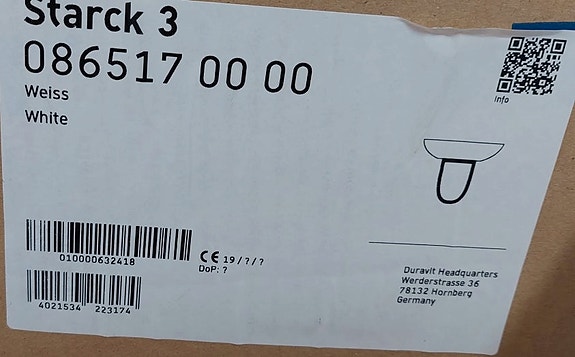 Starck 3
086517 00 00
Weiss
White
Info
010000632418
CE 19 / ? / ?
DoP: ?
4021534 223174
Duravit Headquarters
Werderstrasse 36
78132 Hornberg
Germany